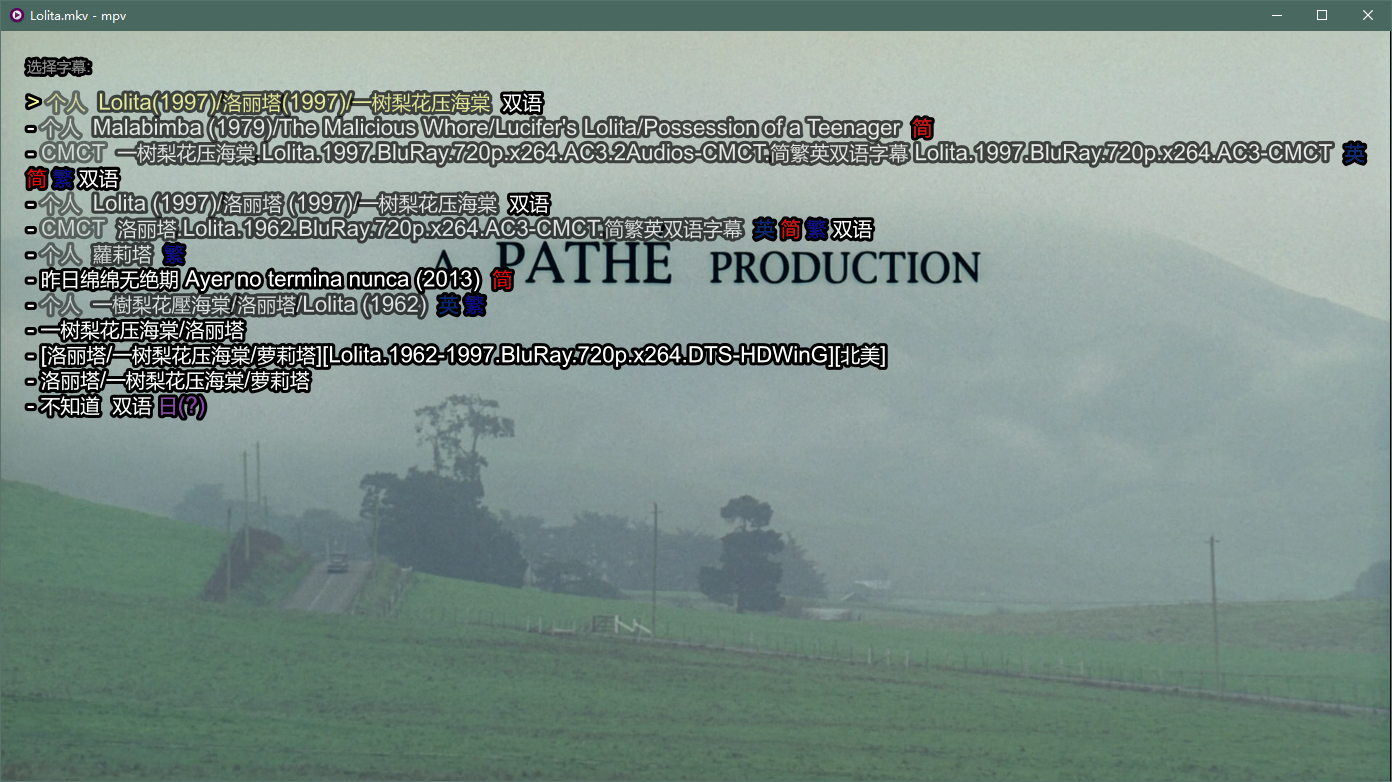 Lolita.mkv - mpv
选择字幕:
> 个人 Lolita(1997)/洛丽塔(1997)/一树梨花压海棠 双语
- 个人 Malabimba (1979)/The Malicious Whore/Lucifer's Lolita/Possession of a Teenager 简
- CMCT 一树梨花压海棠.Lolita.1997.BluRay.720p.x264.AC3.2Audios-CMCT.简繁英双语字幕 Lolita.1997.BluRay.720p.x264.AC3-CMCT 英
简 繁 双语
- 个人 Lolita (1997)/洛丽塔 (1997)/一树梨花压海棠 双语
- CMCT 洛丽塔.Lolita.1962.BluRay.720p.x264.AC3-CMCT.简繁英双语字幕 英 简 繁 双语
- 个人 蘿莉塔 繁
A PATHE PRODUCTION
- 昨日绵绵无绝期 Ayer no termina nunca (2013) 简
- 个人 一樹梨花壓海棠/洛丽塔/Lolita (1962) 英 繁
- 一树梨花压海棠/洛丽塔
- [洛丽塔/一树梨花压海棠/萝莉塔][Lolita.1962-1997.BluRay.720p.x264.DTS-HDWinG][北美]
- 洛丽塔/一树梨花压海棠/萝莉塔
- 不知道 双语 日(?)